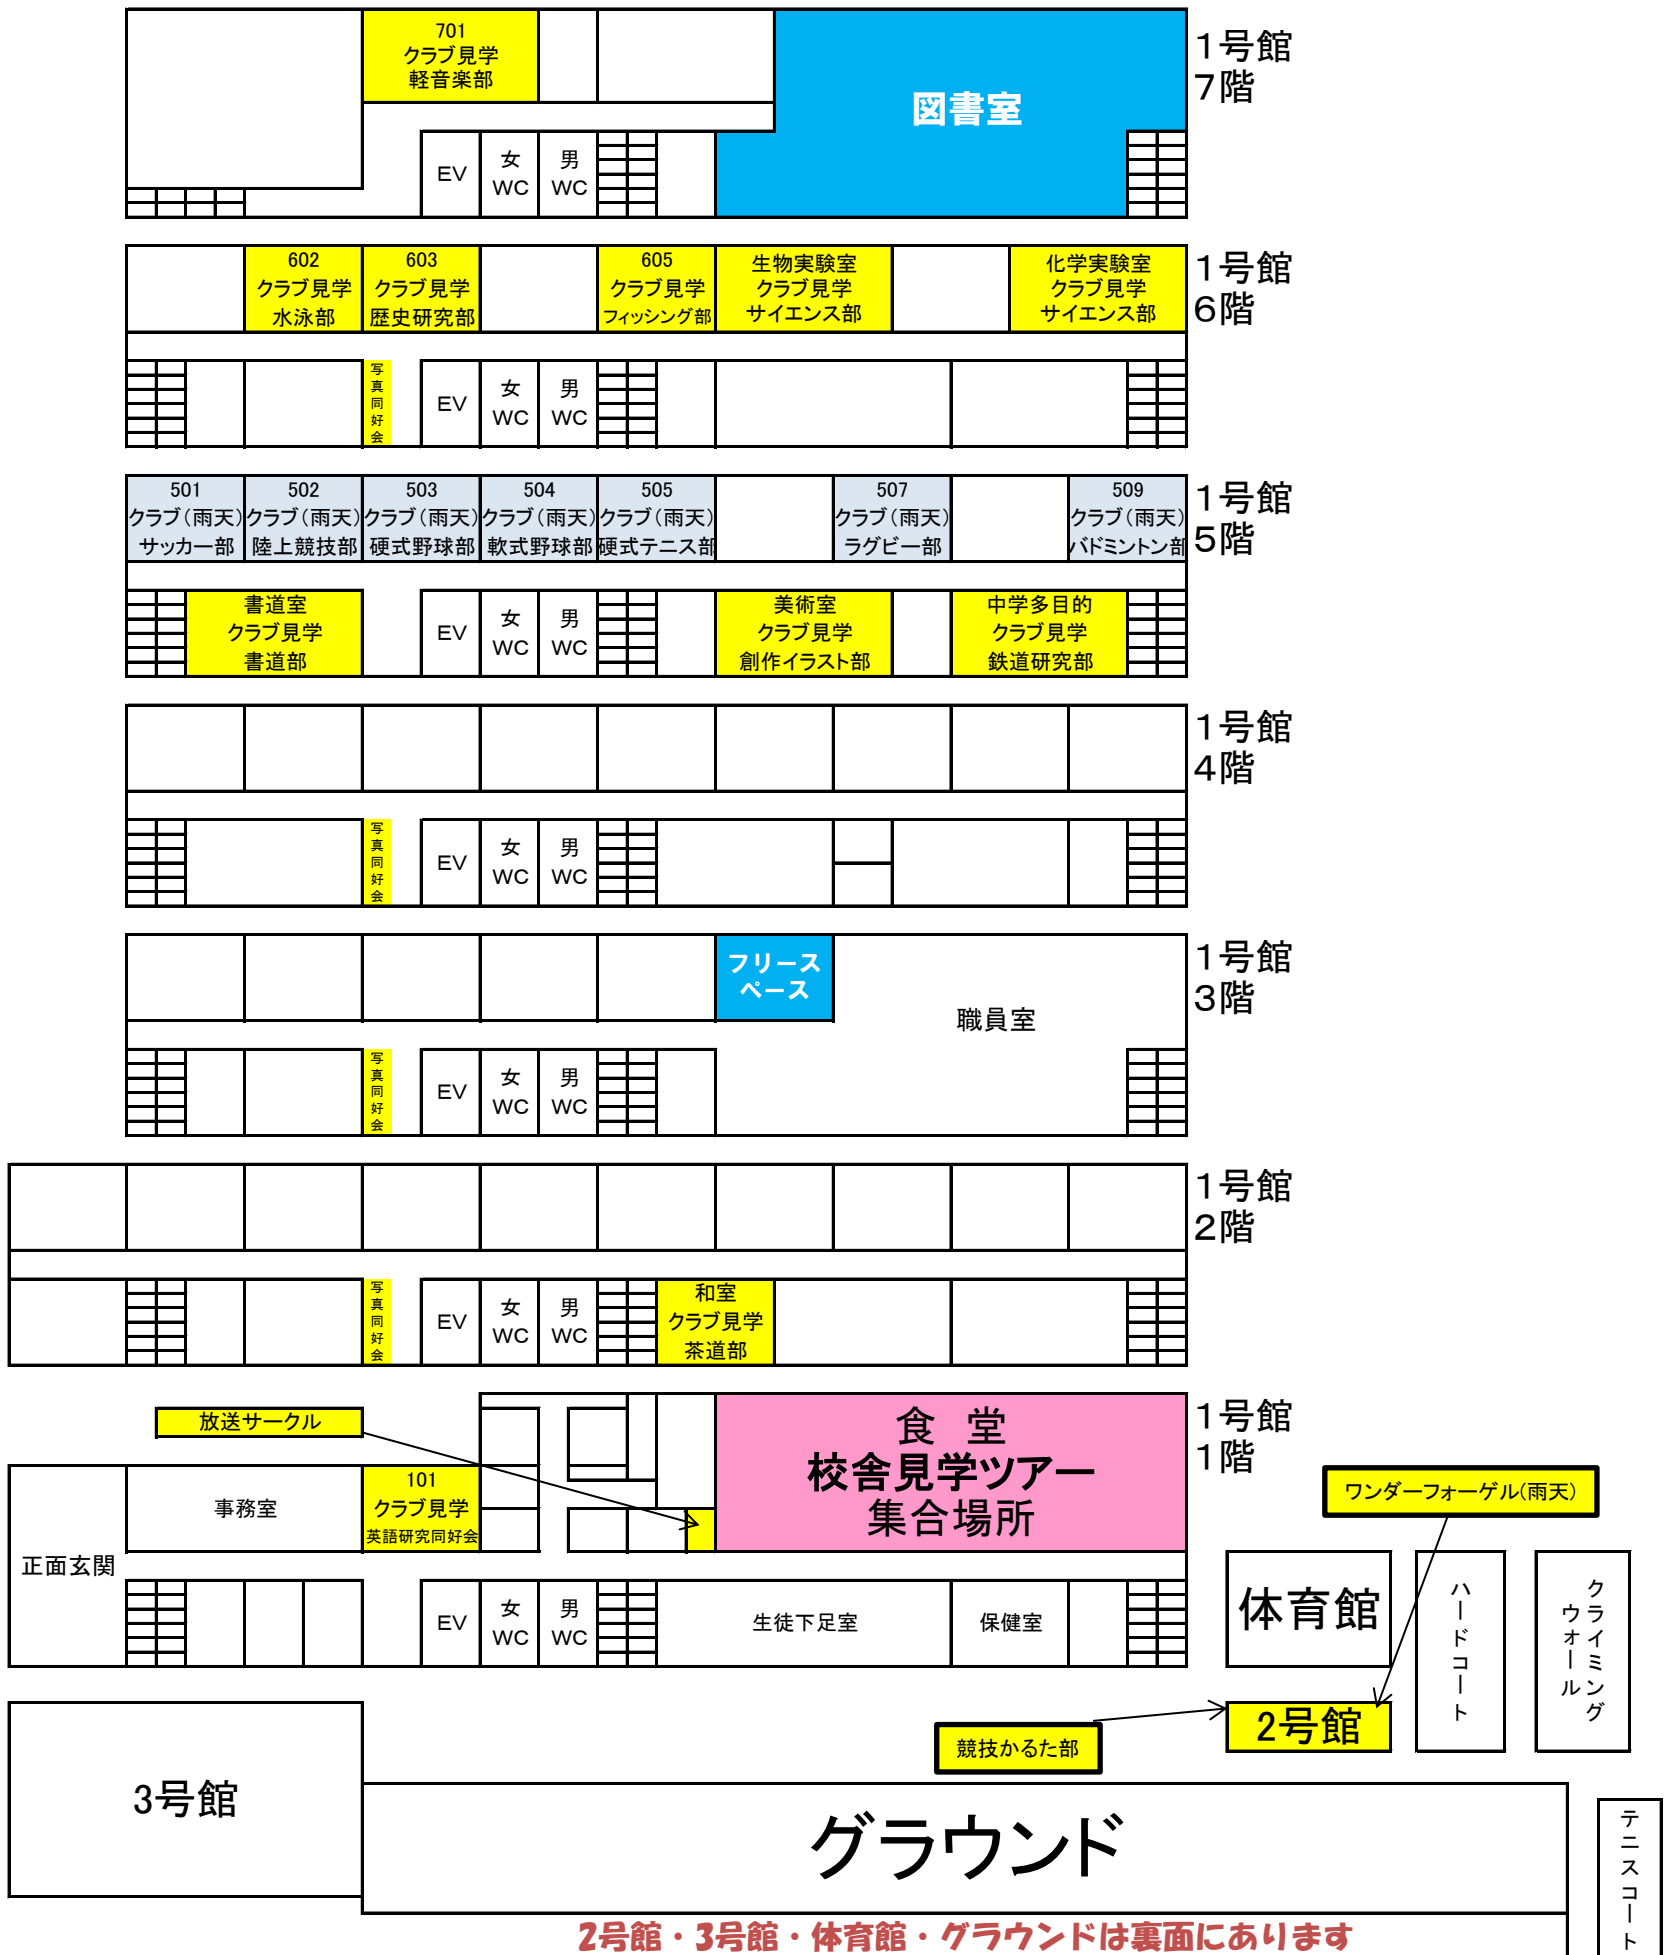 701
クラブ見学
軽音楽部
図書室
1号館
7階
EV
女
WC
男
WC
602
クラブ見学
水泳部
603
クラブ見学
歴史研究部
605
クラブ見学
フィッシング部
生物実験室
クラブ見学
サイエンス部
化学実験室
クラブ見学
サイエンス部
1号館
6階
写真同好会
EV
女
WC
男
WC
501
クラブ(雨天)
サッカー部
502
クラブ(雨天)
陸上競技部
503
クラブ(雨天)
硬式野球部
504
クラブ(雨天)
軟式野球部
505
クラブ(雨天)
硬式テニス部
507
クラブ(雨天)
ラグビー部
509
クラブ(雨天)
バドミントン部
1号館
5階
書道室
クラブ見学
書道部
EV
女
WC
男
WC
美術室
クラブ見学
創作イラスト部
中学多目的
クラブ見学
鉄道研究部
1号館
4階
写真同好会
EV
女
WC
男
WC
フリース
ペース
職員室
1号館
3階
写真同好会
EV
女
WC
男
WC
1号館
2階
写真同好会
EV
女
WC
男
WC
和室
クラブ見学
茶道部
放送サークル
食 堂
校舎見学ツアー
集合場所
1号館
1階
正面玄関
事務室
101
クラブ見学
英語研究同好会
EV
女
WC
男
WC
生徒下足室
保健室
ワンダーフォーゲル(雨天)
体育館
ハードコート
クライミング
ウォール
2号館
競技かるた部
3号館
グラウンド
テニスコート
2号館・3号館・体育館・グラウンドは裏面にあります